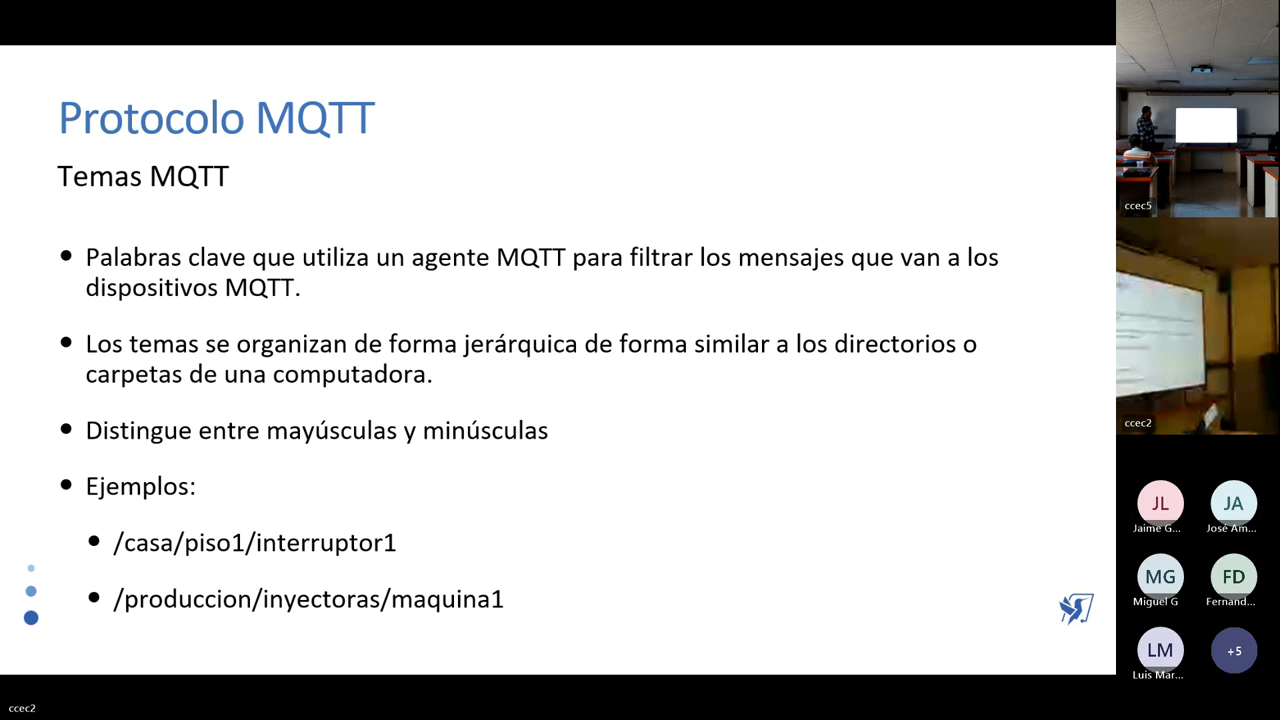 Protocolo MQTT
Temas MQTT
• Palabras clave que utiliza un agente MQTT para filtrar los mensajes que van a los
dispositivos MQTT.
• Los temas se organizan de forma jerárquica de forma similar a los directorios o
carpetas de una computadora.
• Distingue entre mayúsculas y minúsculas
• Ejemplos:
• /casa/piso1/interruptor1
• /produccion/inyectoras/maquina1
ccec5
ccec2
JL
JA
Jaime G...
José Am...
MG
FD
Miguel G
Fernand...
LM
+5
Luis Mar...
ccec2